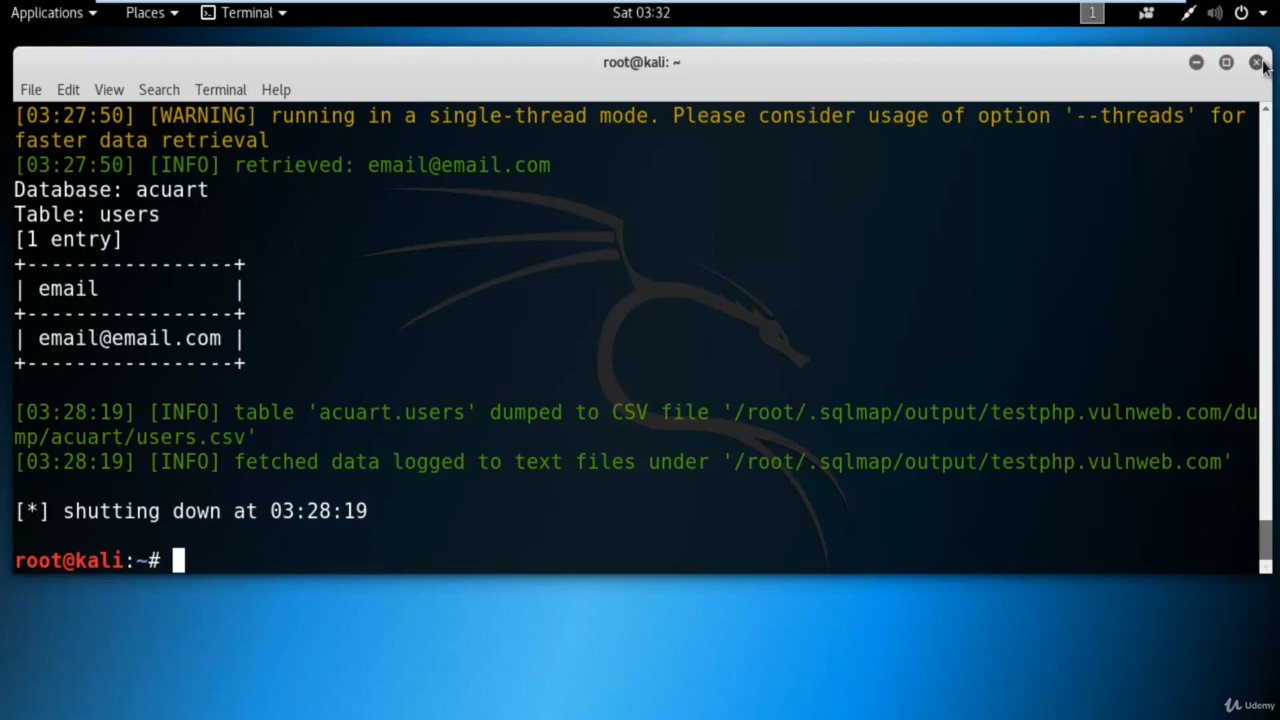 Applications Places Terminal Sat 03:32 1
root@kali: ~
File Edit View Search Terminal Help
[03:27:50] [WARNING] running in a single-thread mode. Please consider usage of option '--threads' for
faster data retrieval
[03:27:50] [INFO] retrieved: email@email.com
Database: acuart
Table: users
[1 entry]
+-----------------+
| email           |
+-----------------+
| email@email.com |
+-----------------+
[03:28:19] [INFO] table 'acuart.users' dumped to CSV file '/root/.sqlmap/output/testphp.vulnweb.com/du
mp/acuart/users.csv'
[03:28:19] [INFO] fetched data logged to text files under '/root/.sqlmap/output/testphp.vulnweb.com'
[*] shutting down at 03:28:19
root@kali:~#
Udemy